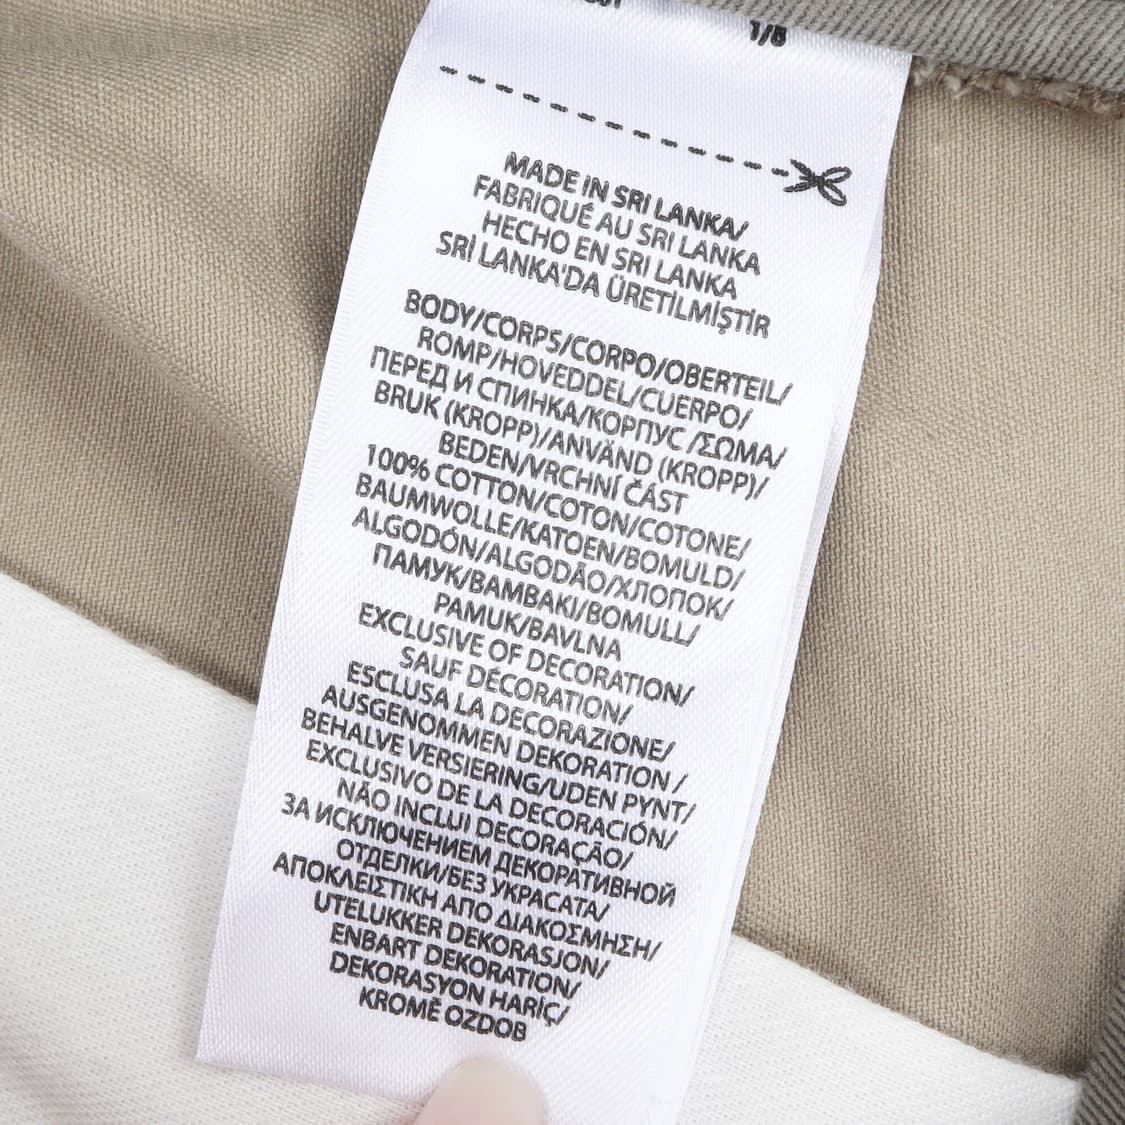 1/6
MADE IN SRI LANKA/
FABRIQUÉ AU SRI LANKA
HECHO EN SRI LANKA
SRİ LANKA'DA ÜRETİLMİŞTİR
BODY/CORPS/CORPO/OBERTEIL/
ROMP/HOVEDDEL/CUERPO/
ПЕРЕД И СПИНКА/КОРПУС /ΣΩΜΑ/
BRUK (KROPP)/ANVÄND (KROPP)/
BEDEN/VRCHNÍ ČÁST
100% COTTON/COTON/COTONE/
BAUMWOLLE/KATOEN/BOMULD/
ALGODÓN/ALGODÃO/ХЛОПОК/
ПАМУК/ΒΑΜΒΑΚΙ/BOMULL/
PAMUK/BAVLNA
EXCLUSIVE OF DECORATION/
SAUF DÉCORATION/
ESCLUSA LA DECORAZIONE/
AUSGENOMMEN DEKORATION /
BEHALVE VERSIERING/UDEN PYNT/
EXCLUSIVO DE LA DECORACIÓN/
NÃO INCLUI DECORAÇÃO/
ЗА ИСКЛЮЧЕНИЕМ ДЕКОРАТИВНОЙ
ОТДЕЛКИ/БЕЗ УКРАСАТА/
ΑΠΟΚΛΕΙΣΤΙΚΗ ΑΠΟ ΔΙΑΚΟΣΜΗΣΗ/
UTELUKKER DEKORASJON/
ENBART DEKORATION/
DEKORASYON HARİÇ/
KROMĚ OZDOB